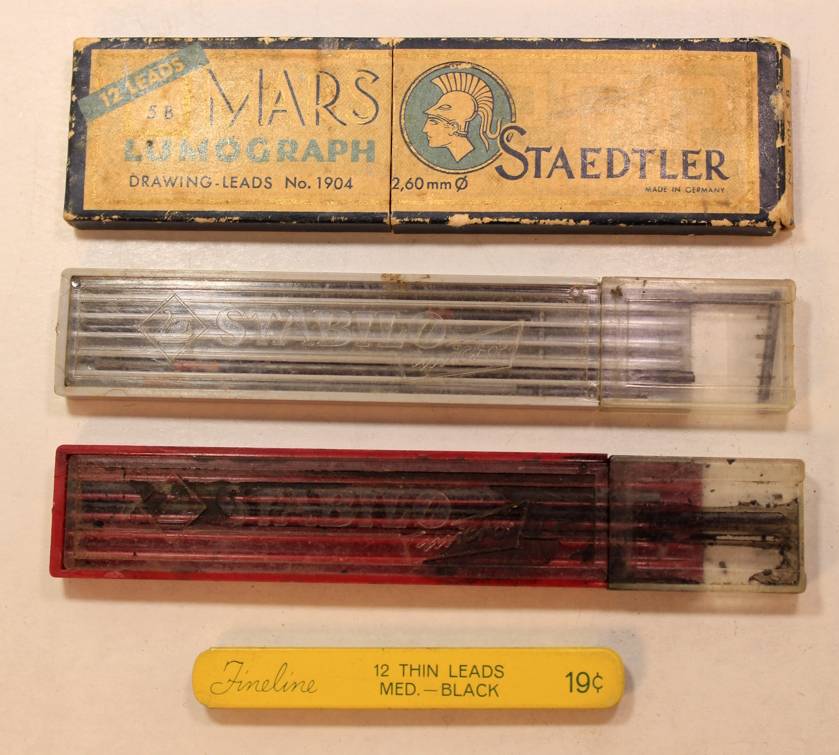 12-LEADS
5B MARS
LUMOGRAPH
DRAWING-LEADS No. 1904 2,60 mm Ø
STAEDTLER
MADE IN GERMANY
STABILO
STABILO
Fineline
12 THIN LEADS
MED.—BLACK
19¢